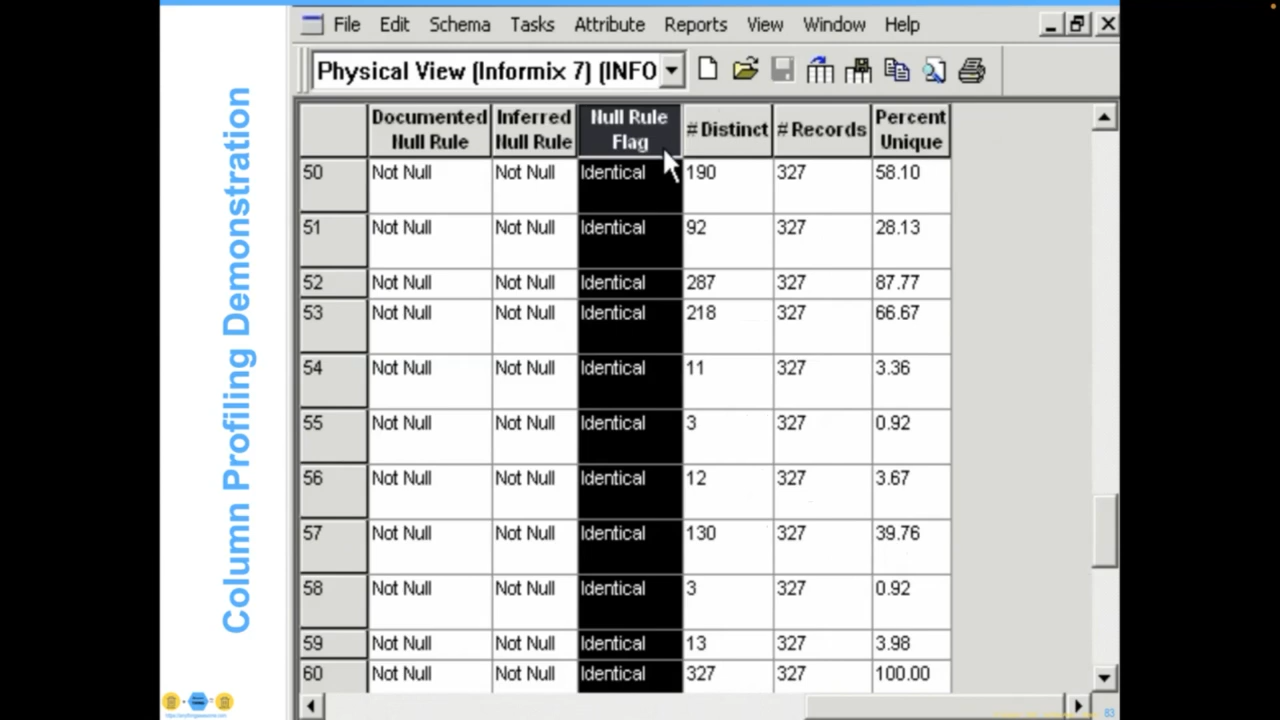 Column Profiling Demonstration
File Edit Schema Tasks Attribute Reports View Window Help
Physical View (Informix 7) (INFO
Documented Null Rule Inferred Null Rule Null Rule Flag # Distinct # Records Percent Unique
50 Not Null Not Null Identical 190 327 58.10
51 Not Null Not Null Identical 92 327 28.13
52 Not Null Not Null Identical 287 327 87.77
53 Not Null Not Null Identical 218 327 66.67
54 Not Null Not Null Identical 11 327 3.36
55 Not Null Not Null Identical 3 327 0.92
56 Not Null Not Null Identical 12 327 3.67
57 Not Null Not Null Identical 130 327 39.76
58 Not Null Not Null Identical 3 327 0.92
59 Not Null Not Null Identical 13 327 3.98
60 Not Null Not Null Identical 327 327 100.00
83